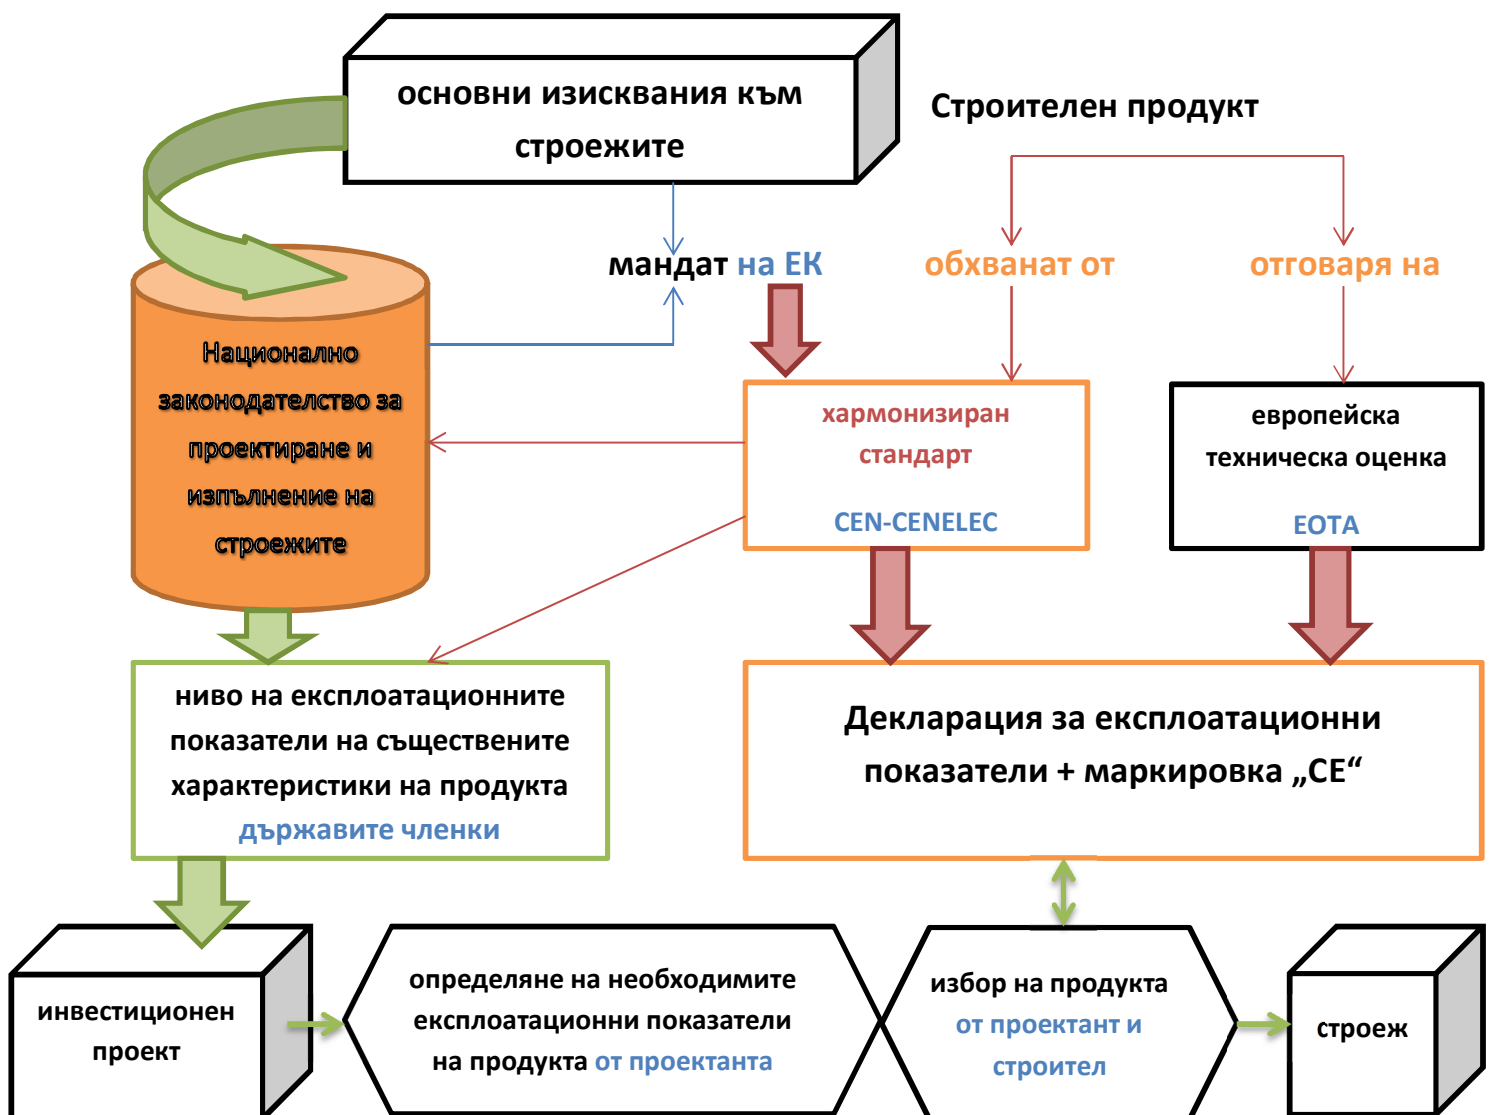 основни изисквания към
строежите
Строителен продукт
мандат на ЕК
обхванат от
отговаря на
Национално
законодателство за
проектиране и
изпълнение на
строежите
хармонизиран
стандарт
CEN-CENELEC
европейска
техническа оценка
ЕОТА
ниво на експлоатационните
показатели на съществените
характеристики на продукта
държавите членки
Декларация за експлоатационни
показатели + маркировка „СЕ“
инвестиционен
проект
определяне на необходимите
експлоатационни показатели
на продукта от проектанта
избор на продукта
от проектант и
строител
строеж